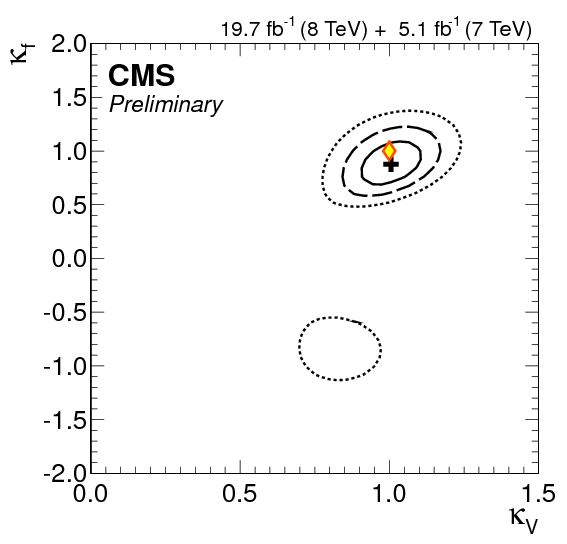 19.7 fb⁻¹ (8 TeV) + 5.1 fb⁻¹ (7 TeV)
κf
CMS
Preliminary
2.0
1.5
1.0
0.5
0.0
-0.5
-1.0
-1.5
-2.0
0.0 0.5 1.0 1.5
κV